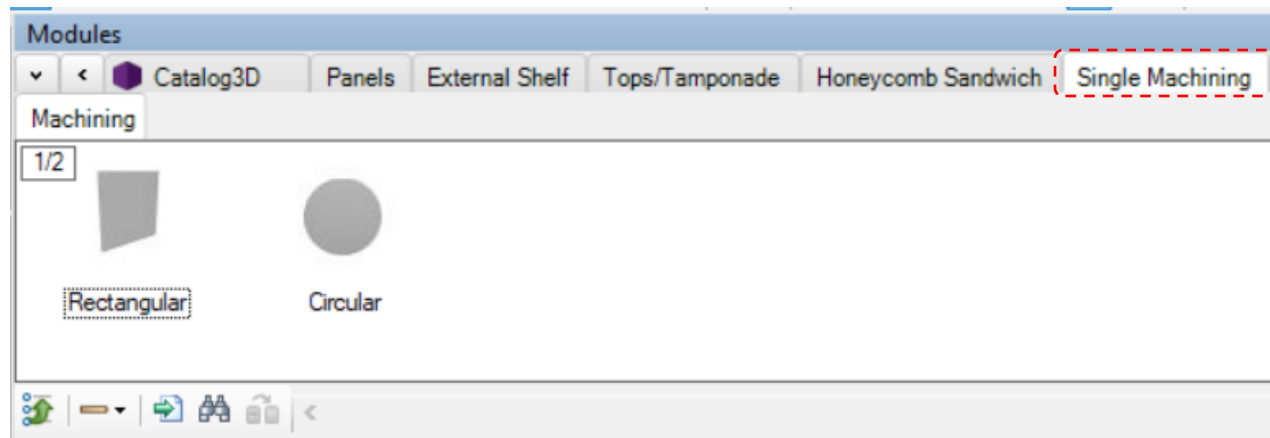 Modules
Catalog3D Panels External Shelf Tops/Tamponade Honeycomb Sandwich Single Machining
Machining
1/2
Rectangular Circular